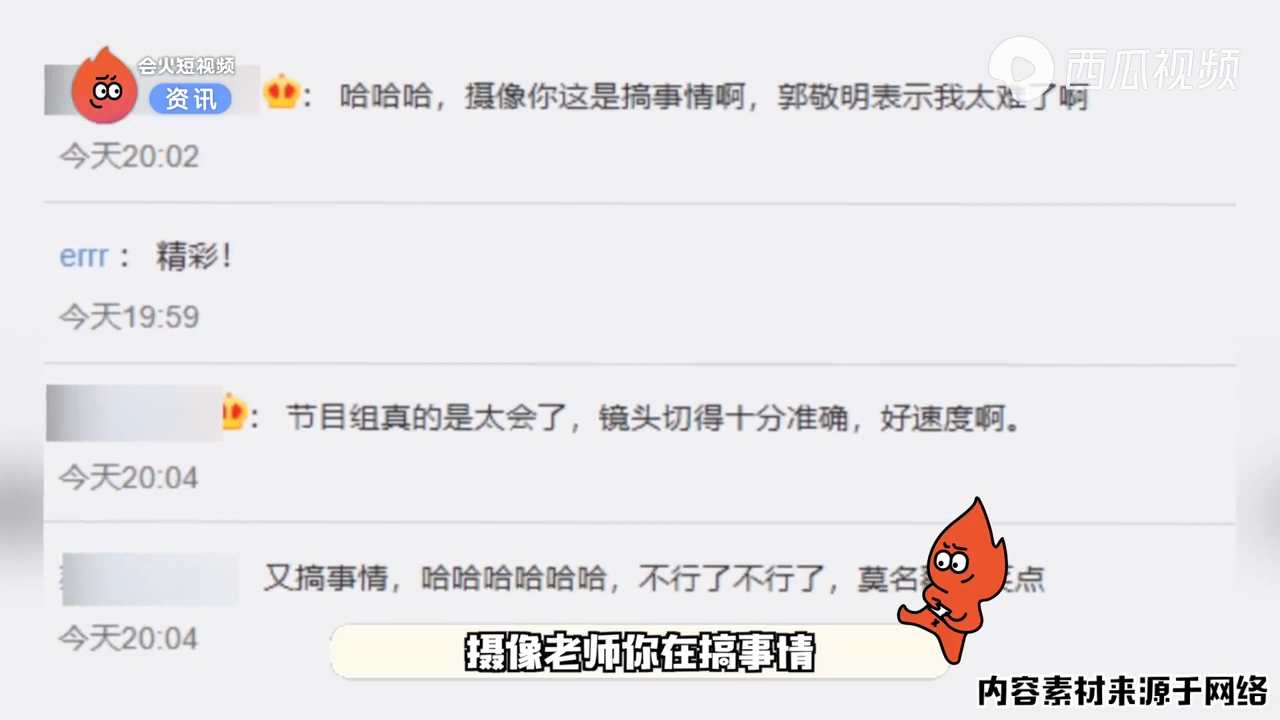 会火短视频
资讯
西瓜视频
：哈哈哈，摄像你这是搞事情啊，郭敬明表示我太难了啊
今天20:02
errr：精彩！
今天19:59
：节目组真的是太会了，镜头切得十分准确，好速度啊。
今天20:04
又搞事情，哈哈哈哈哈哈，不行了不行了，莫名 点
今天20:04
摄像老师你在搞事情
内容素材来源于网络